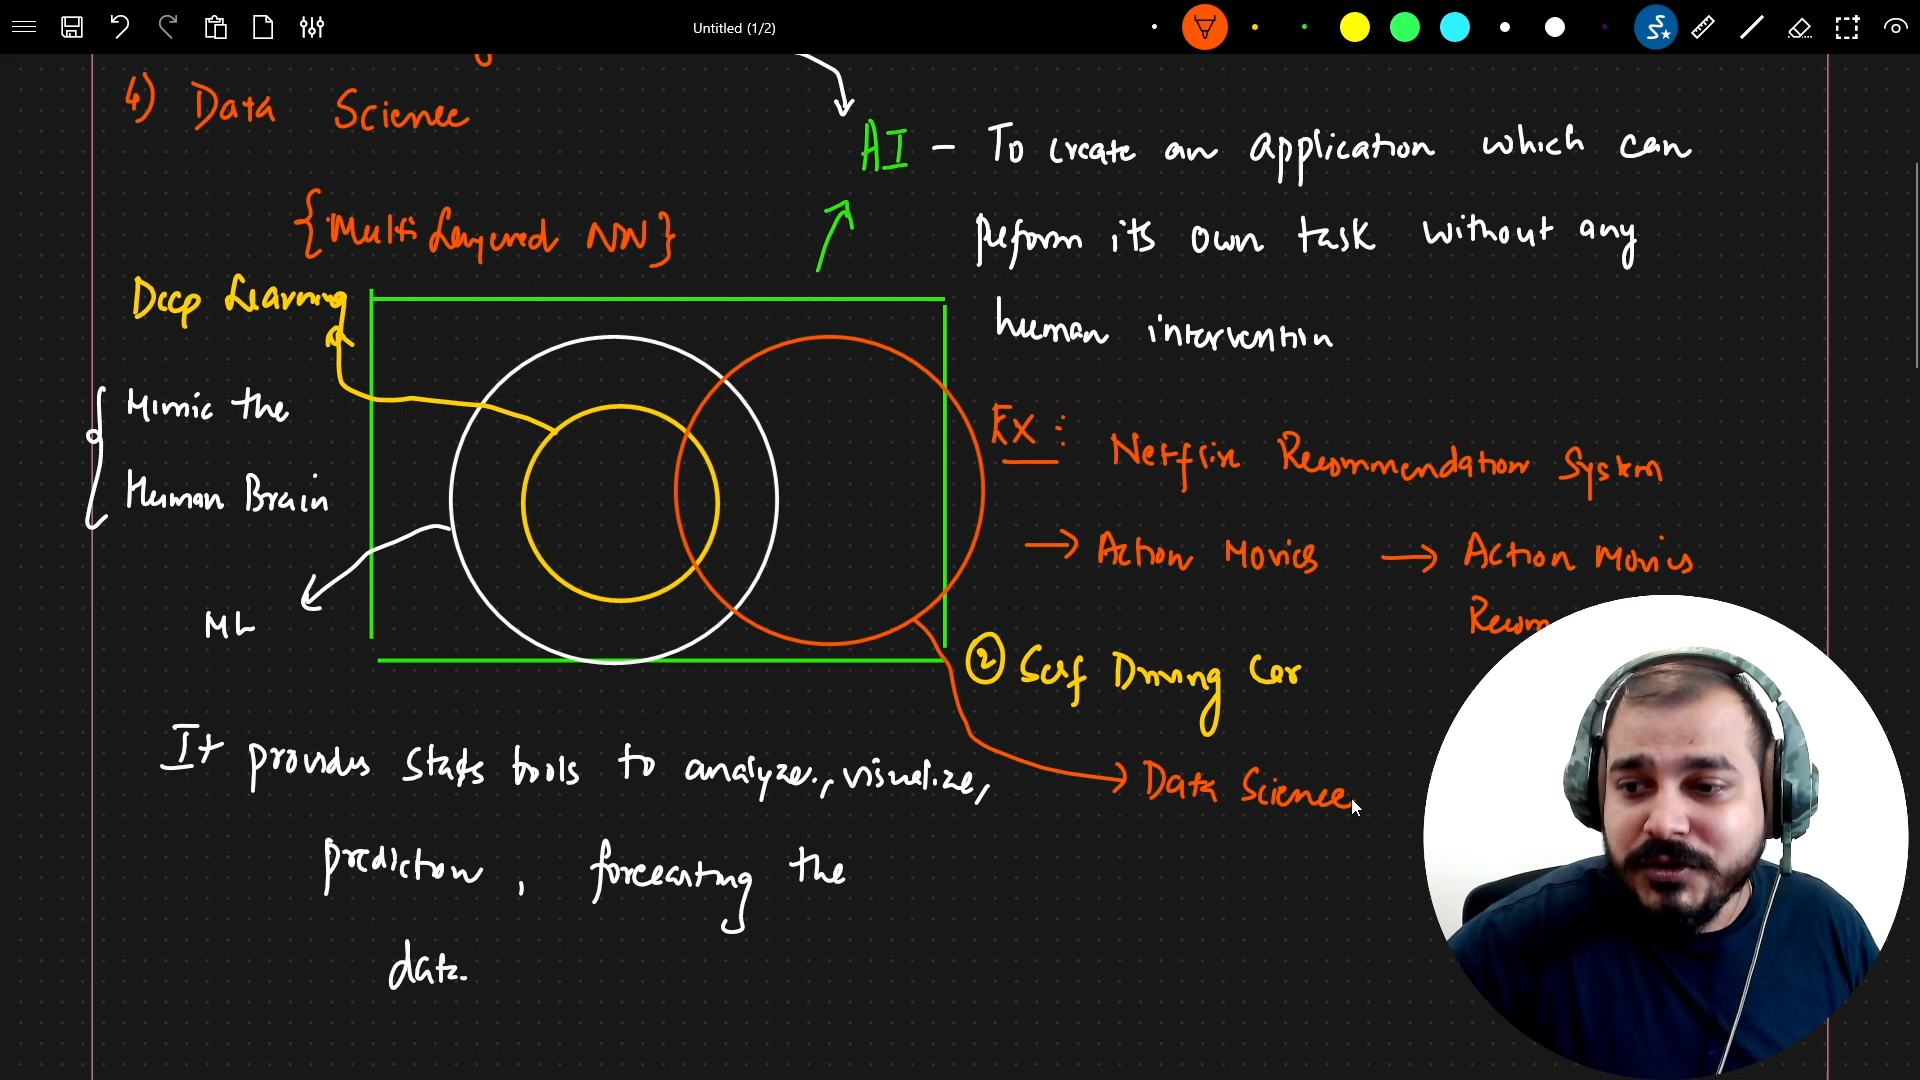 Untitled (1/2)
4) Data Science
AI - To create an application which can
peform its own task without any
human intervention
{Multi Layered NN}
Deep Learning
Mimic the
Human Brain
ML
Ex: Netflix Recommendation System
→ Action Movies → Action Movies
Recom
② Self Driving Car
→ Data Science
It provides stats tools to analyze, visualize,
prediction, forecasting the
data.